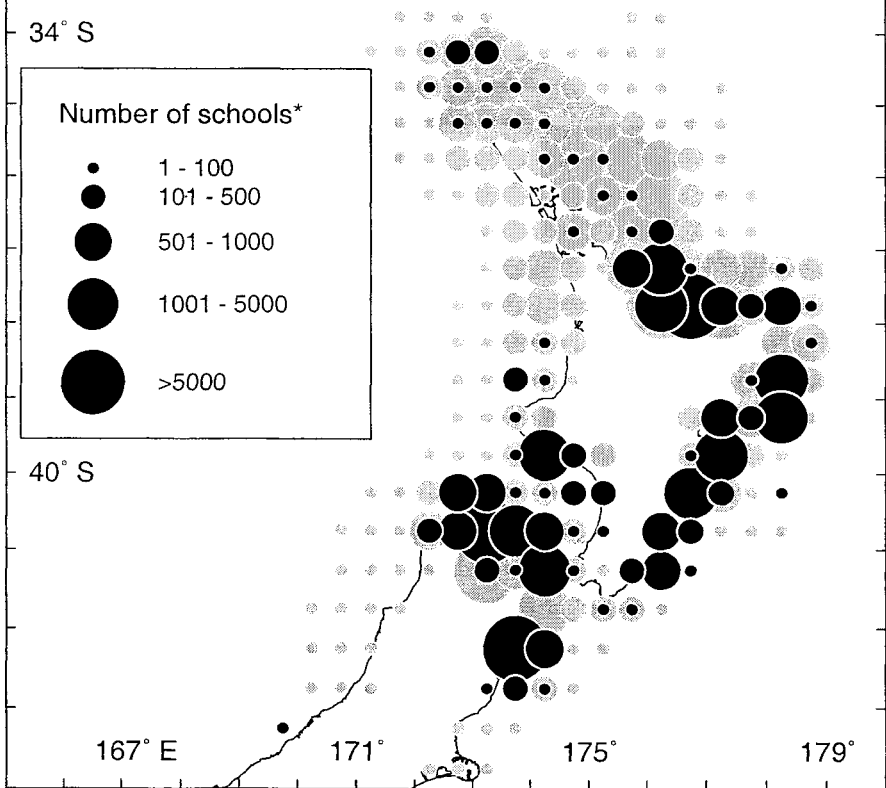 34° S
Number of schools*
1 - 100
101 - 500
501 - 1000
1001 - 5000
>5000
40° S
167° E 171° 175° 179°